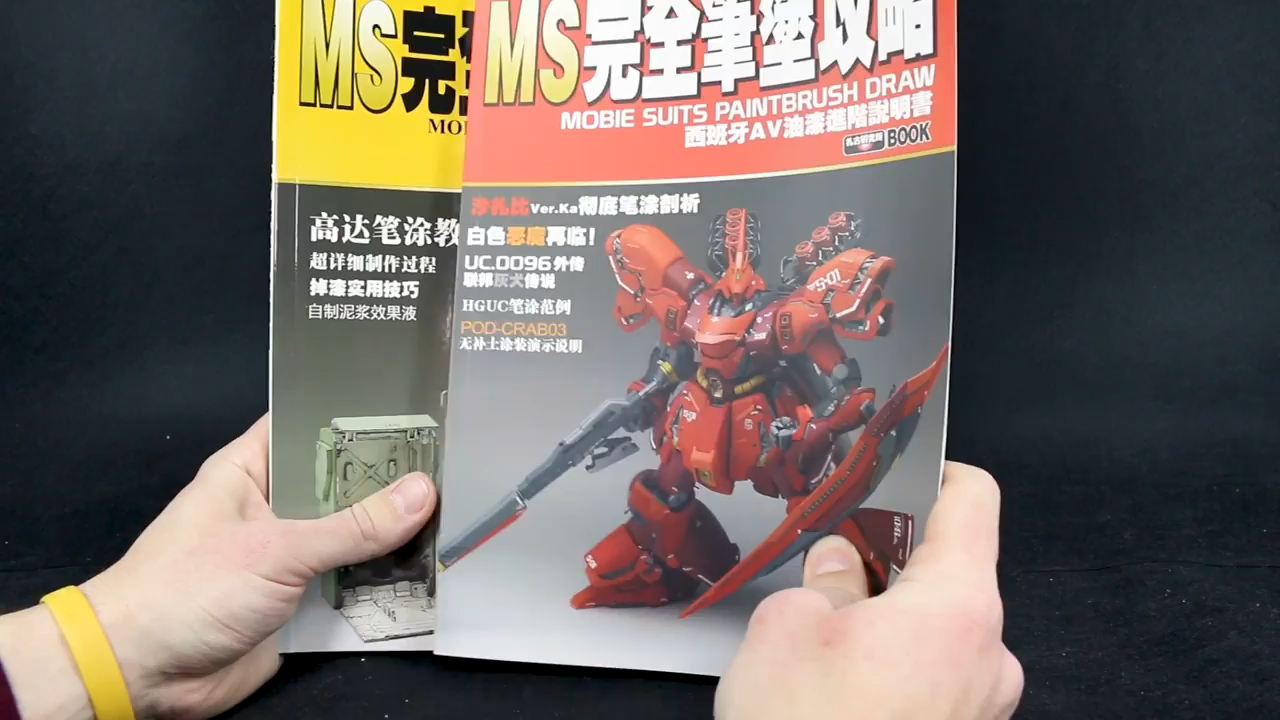 MS完
MO
高达笔涂教
超详细制作过程
掉漆实用技巧
自制泥浆效果液
MS完全筆塗攻略
MOBIE SUITS PAINTBRUSH DRAW
西班牙AV油漆進階說明書
BOOK
沙扎比Ver.Ka彻底笔涂剖析
白色恶魔再临!
UC.0096外传
联邦灰犬传说
HGUC笔涂范例
POD-CRAB03
无补土涂装演示说明